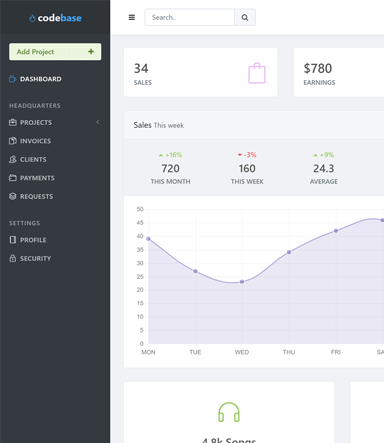 codebase
Search..
Add Project +
DASHBOARD
HEADQUARTERS
PROJECTS
INVOICES
CLIENTS
PAYMENTS
REQUESTS
SETTINGS
PROFILE
SECURITY
34
SALES
$780
EARNINGS
Sales This week
+16% -3% +9%
720 160 24.3
THIS MONTH THIS WEEK AVERAGE
50
45
40
35
30
25
20
15
10
5
0
MON TUE WED THU FRI SA
4.8k Songs